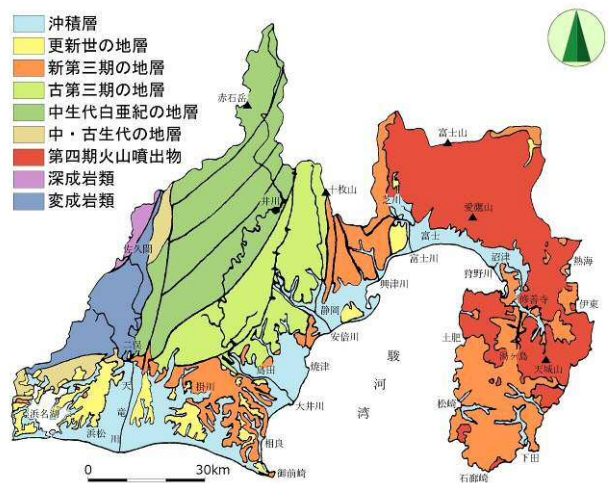 沖積層
更新世の地層
新第三期の地層
古第三期の地層
中生代白亜紀の地層
中・古生代の地層
第四期火山噴出物
深成岩類
変成岩類
赤石岳
富士山
十枚山
井川
芝川
愛鷹山
佐久間
富士
沼津
熱海
富士川
狩野川
興津川
静岡
修善寺
伊東
安倍川
二俣
島田
焼津
駿河湾
土肥
湯ヶ島
天城山
掛川
天竜川
大井川
浜名湖
浜松
松崎
相良
下田
御前崎
石廊崎
0 30km